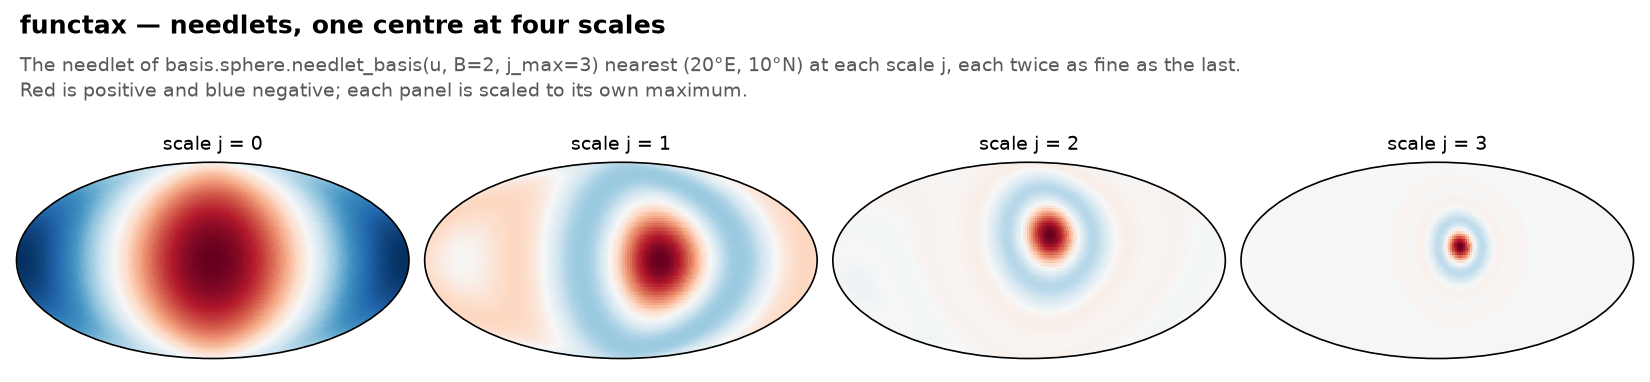 functax — needlets, one centre at four scales
The needlet of basis.sphere.needlet_basis(u, B=2, j_max=3) nearest (20°E, 10°N) at each scale j, each twice as fine as the last.
Red is positive and blue negative; each panel is scaled to its own maximum.
scale j = 0
scale j = 1
scale j = 2
scale j = 3